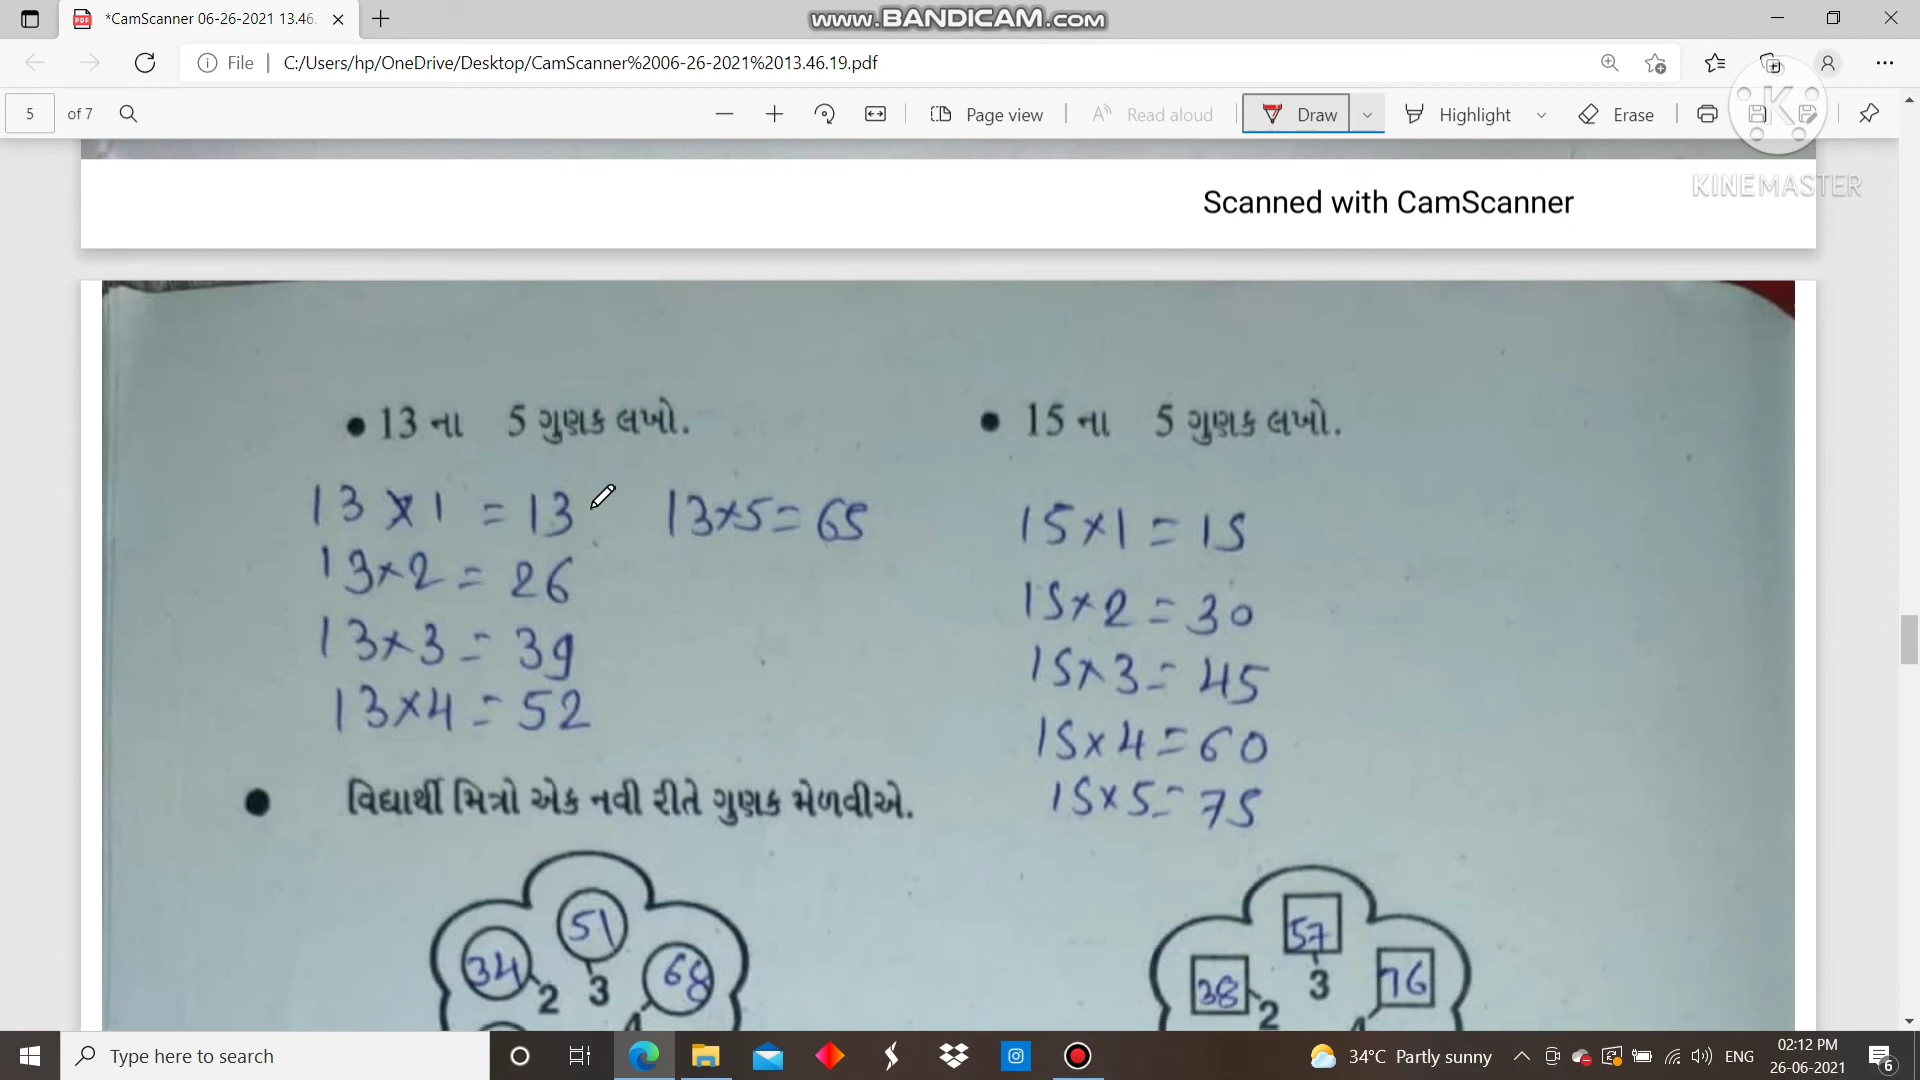 *CamScanner 06-26-2021 13.46.
www.BANDICAM.com
File
C:/Users/hp/OneDrive/Desktop/CamScanner%2006-26-2021%2013.46.19.pdf
5 of 7
Page view
Read aloud
Draw
Highlight
Erase
KINEMASTER
Scanned with CamScanner
• 13 ના 5 ગુણક લખો.
13 × 1 = 13
13×5=65
13×2 = 26
13×3 = 39
13×4 = 52
• 15 ના 5 ગુણક લખો.
15×1 = 15
15×2 = 30
15×3 = 45
15×4 = 60
15×5 = 75
• વિદ્યાર્થી મિત્રો એક નવી રીતે ગુણક મેળવીએ.
34 51 68
2 3 4
38 57 76
2 3 4
Type here to search
34°C Partly sunny
ENG
02:12 PM
26-06-2021
6